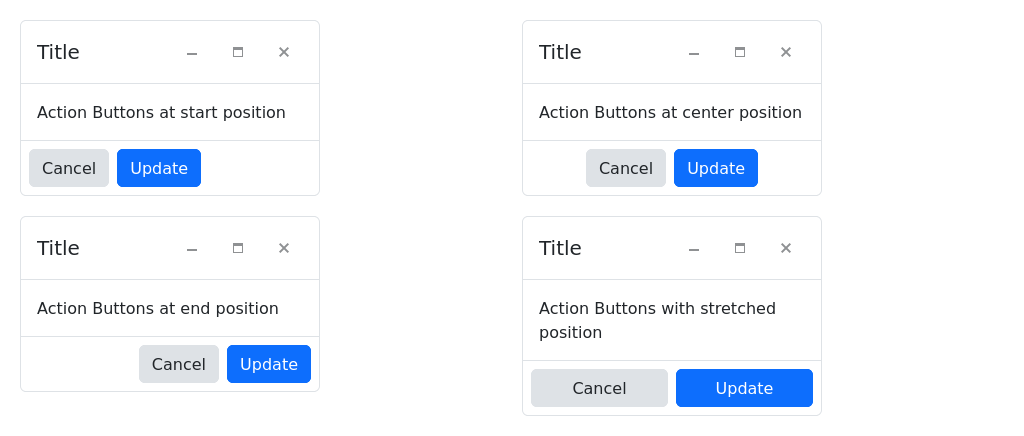 Title
Action Buttons at start position
Cancel Update
Title
Action Buttons at center position
Cancel Update
Title
Action Buttons at end position
Cancel Update
Title
Action Buttons with stretched
position
Cancel Update